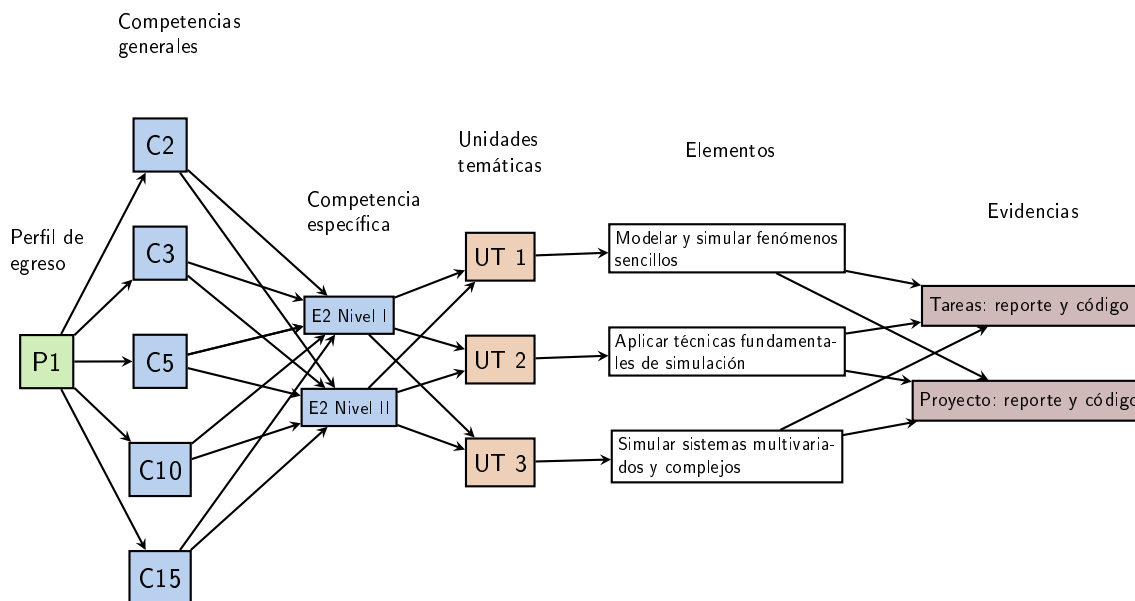 Competencias
generales
Perfil de
egreso
P1
C2
C3
C5
C10
C15
Competencia
específica
E2 Nivel I
E2 Nivel II
Unidades
temáticas
UT 1
UT 2
UT 3
Elementos
Modelar y simular fenómenos
sencillos
Aplicar técnicas fundamenta-
les de simulación
Simular sistemas multivaria-
dos y complejos
Evidencias
Tareas: reporte y código
Proyecto: reporte y código